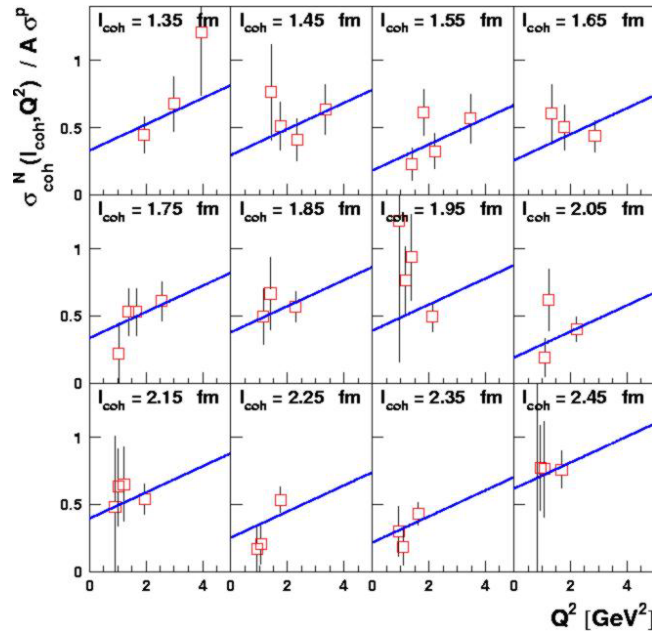 σ_coh^N (l_coh, Q²) / A σ^p
l_coh = 1.35 fm
l_coh = 1.45 fm
l_coh = 1.55 fm
l_coh = 1.65 fm
1
0.5
0
l_coh = 1.75 fm
l_coh = 1.85 fm
l_coh = 1.95 fm
l_coh = 2.05 fm
1
0.5
0
l_coh = 2.15 fm
l_coh = 2.25 fm
l_coh = 2.35 fm
l_coh = 2.45 fm
1
0.5
0
0 2 4 0 2 4 0 2 4 0 2 4
Q² [GeV²]